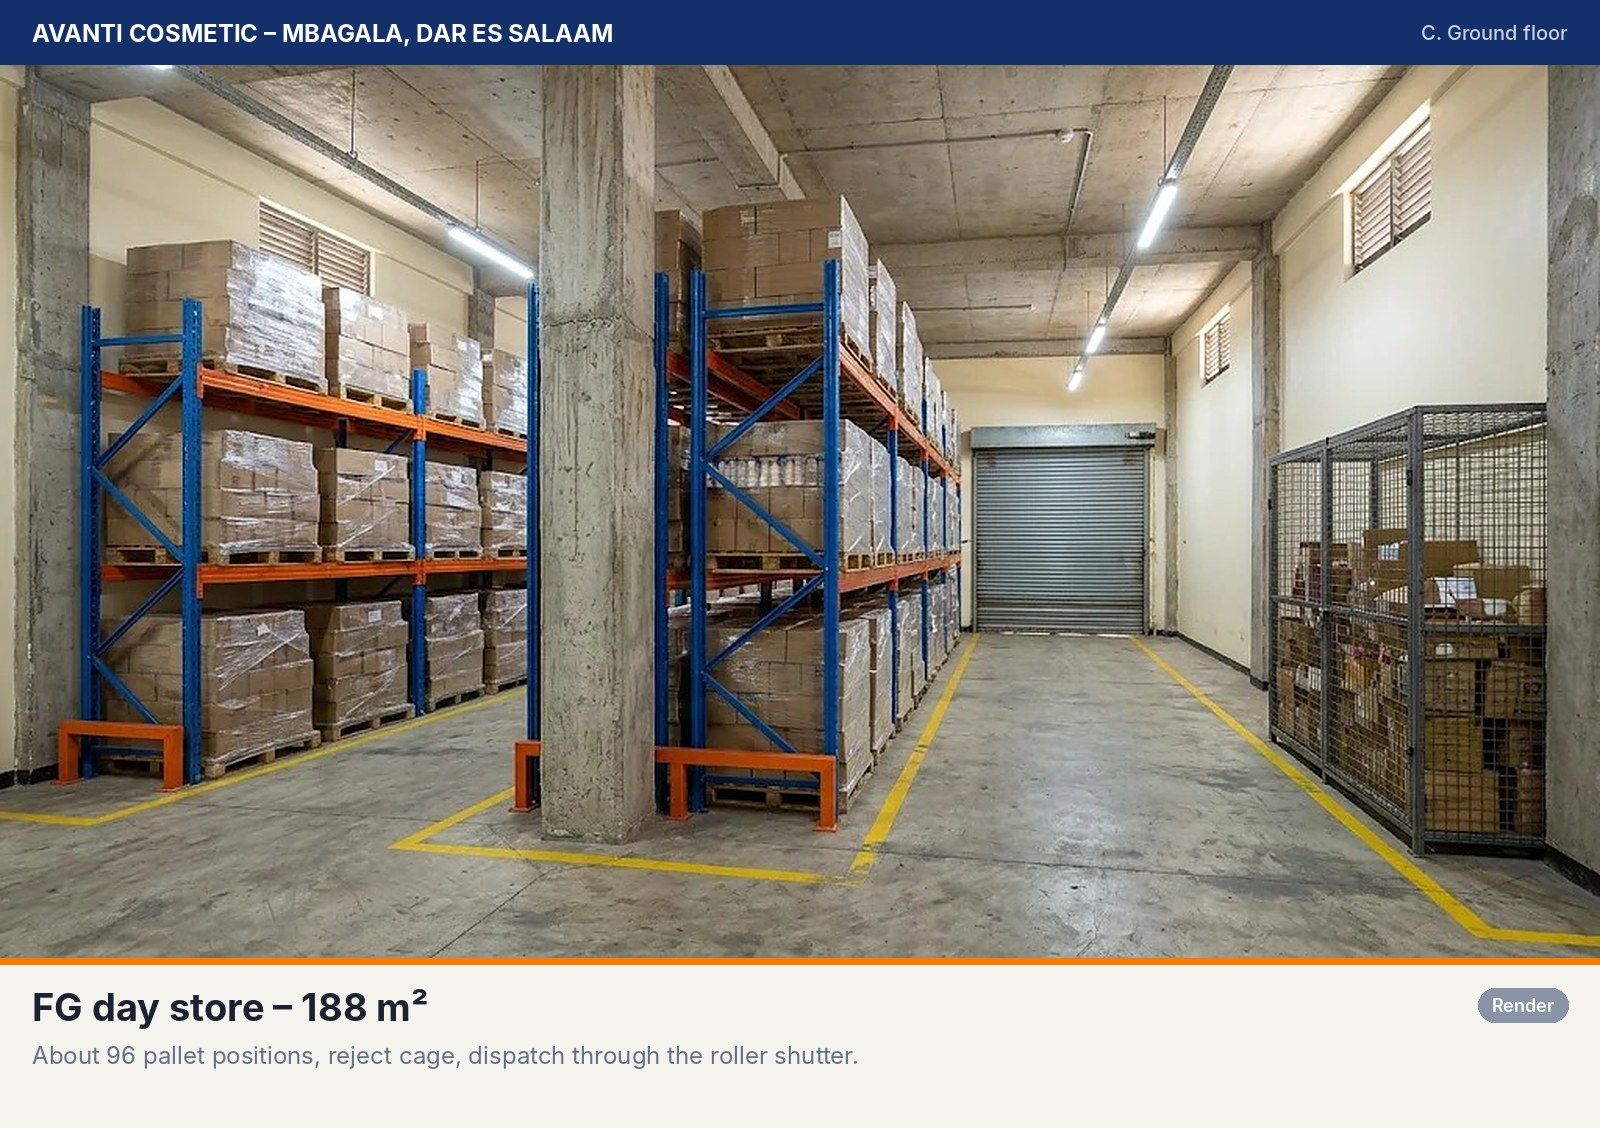 AVANTI COSMETIC – MBAGALA, DAR ES SALAAM
C. Ground floor
FG day store – 188 m²
Render
About 96 pallet positions, reject cage, dispatch through the roller shutter.